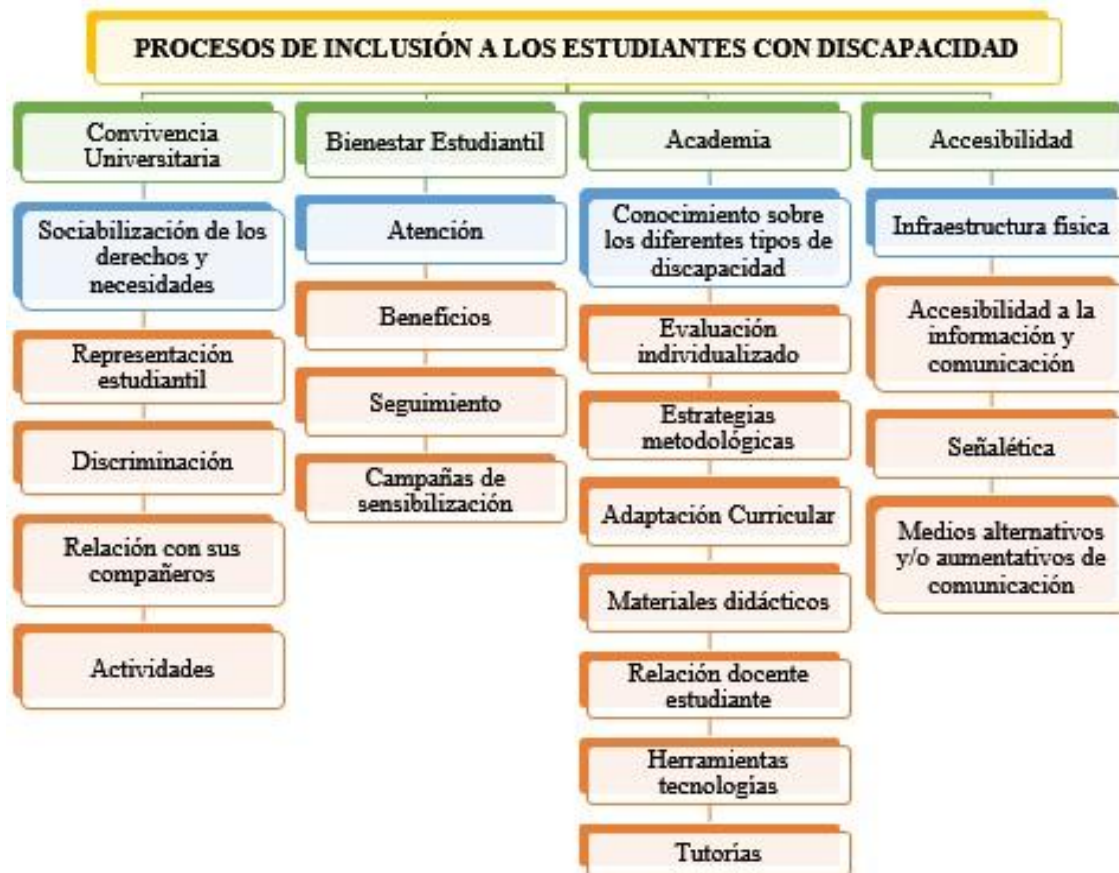 PROCESOS DE INCLUSIÓN A LOS ESTUDIANTES CON DISCAPACIDAD
Convivencia
Universitaria
Sociabilización de los
derechos y
necesidades
Representación
estudiantil
Discriminación
Relación con sus
compañeros
Actividades
Bienestar Estudiantil
Atención
Beneficios
Seguimiento
Campañas de
sensibilización
Academia
Conocimiento sobre
los diferentes tipos de
discapacidad
Evaluación
individualizado
Estrategias
metodológicas
Adaptación Curricular
Materiales didácticos
Relación docente
estudiante
Herramientas
tecnologías
Tutorías
Accesibilidad
Infraestructura física
Accesibilidad a la
información y
comunicación
Señalética
Medios alternativos
y/o aumentativos de
comunicación